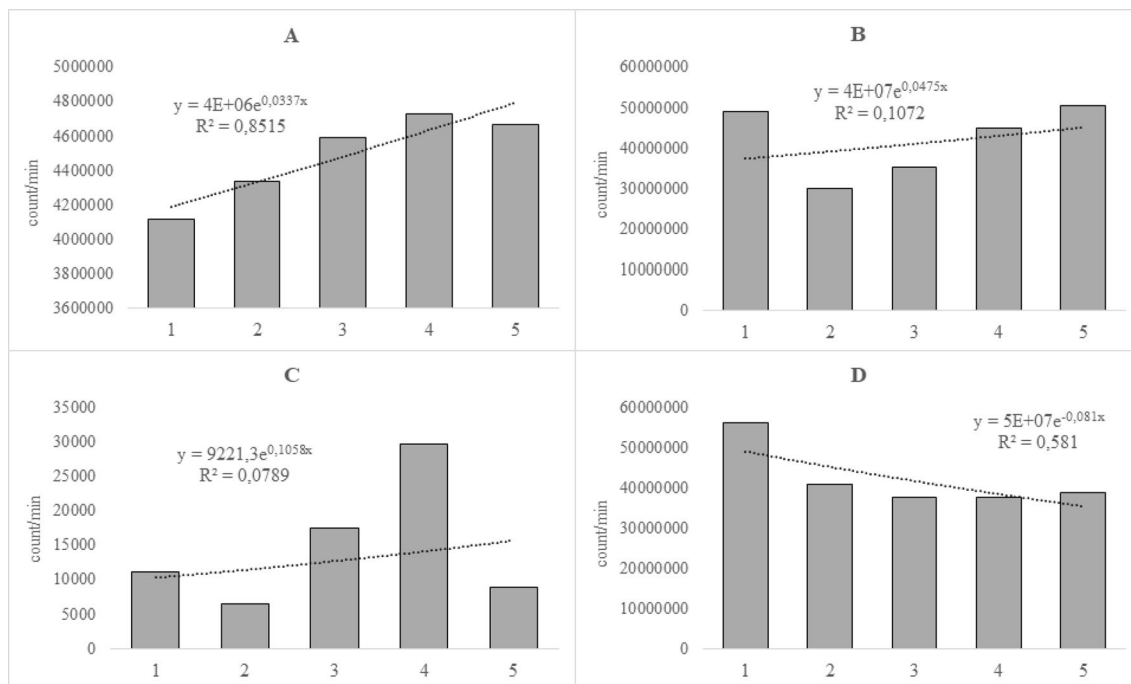 A
5000000
4800000
4600000
4400000
4200000
4000000
3800000
3600000
count/min
y = 4E+06e^0,0337x
R² = 0,8515
1 2 3 4 5
B
60000000
50000000
40000000
30000000
20000000
10000000
0
count/min
y = 4E+07e^0,0475x
R² = 0,1072
1 2 3 4 5
C
35000
30000
25000
20000
15000
10000
5000
0
count/min
y = 9221,3e^0,1058x
R² = 0,0789
1 2 3 4 5
D
60000000
50000000
40000000
30000000
20000000
10000000
0
count/min
y = 5E+07e^-0,081x
R² = 0,581
1 2 3 4 5